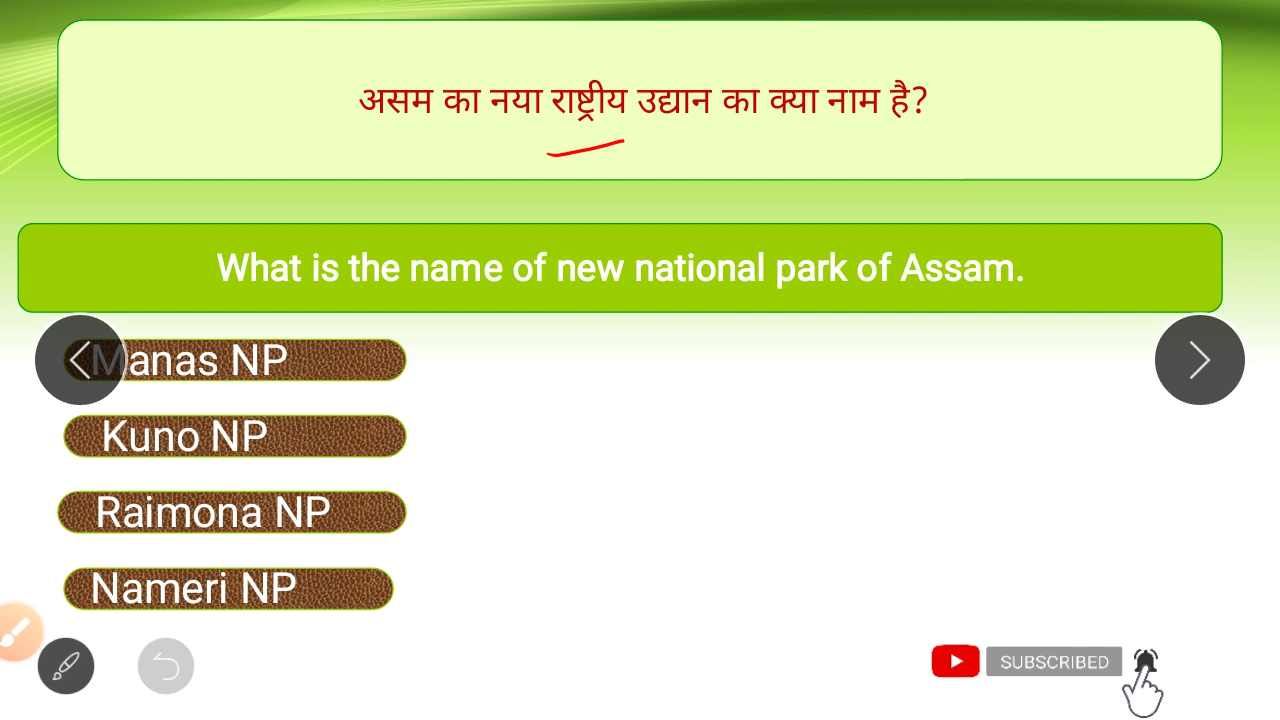 असम का नया राष्ट्रीय उद्यान का क्या नाम है?
What is the name of new national park of Assam.
Manas NP
Kuno NP
Raimona NP
Nameri NP
SUBSCRIBED